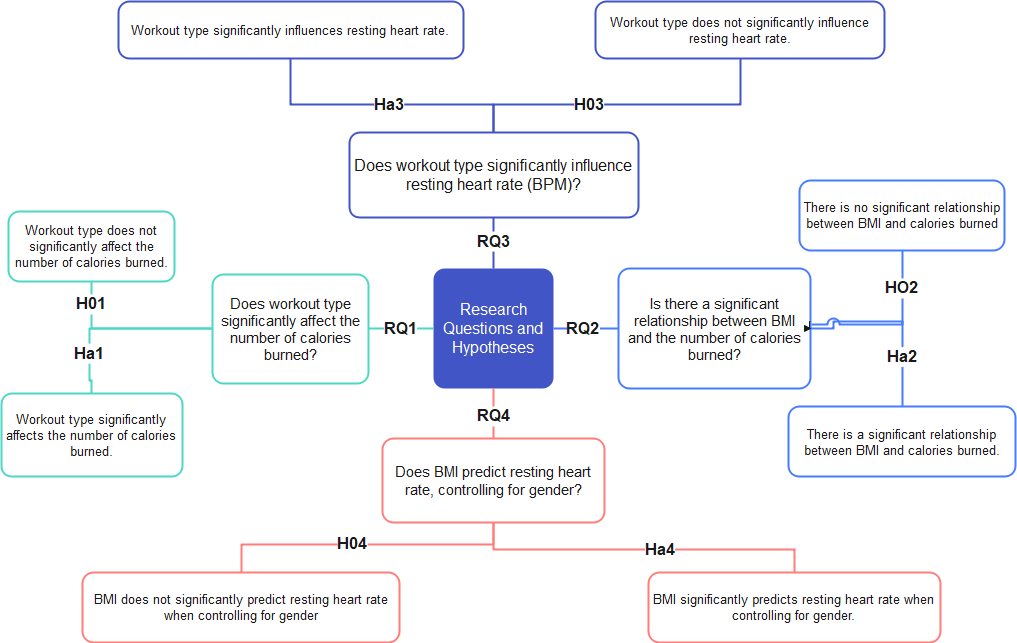 Workout type significantly influences resting heart rate.
Workout type does not significantly influence
resting heart rate.
Ha3
H03
Does workout type significantly influence
resting heart rate (BPM)?
RQ3
Workout type does not
significantly affect the
number of calories burned.
H01
Ha1
Workout type significantly
affects the number of calories
burned.
Does workout type
significantly affect the
number of calories
burned?
RQ1
Research
Questions and
Hypotheses
RQ2
Is there a significant
relationship between BMI
and the number of calories
burned?
There is no significant relationship
between BMI and calories burned
HO2
Ha2
There is a significant relationship
between BMI and calories burned.
RQ4
Does BMI predict resting heart
rate, controlling for gender?
H04
Ha4
BMI does not significantly predict resting heart rate
when controlling for gender
BMI significantly predicts resting heart rate when
controlling for gender.